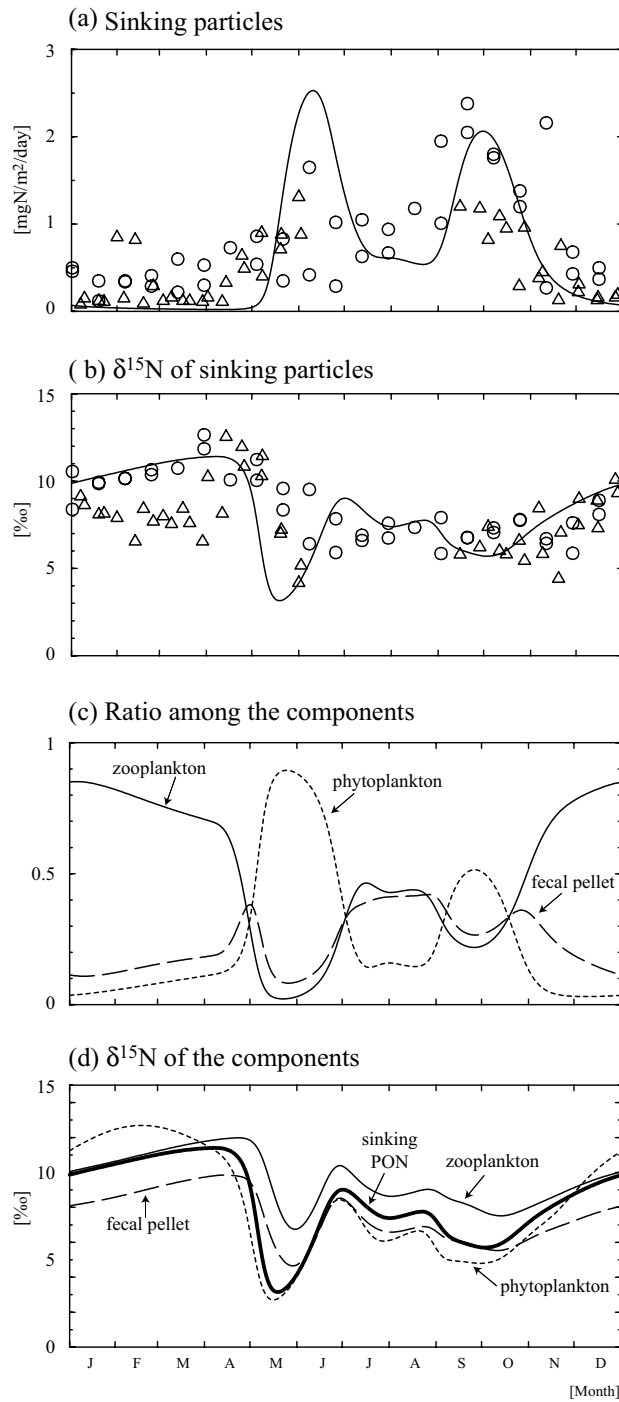 (a) Sinking particles
3
2
1
0
[mgN/m²/day]
( b) δ¹⁵N of sinking particles
15
10
5
0
[‰]
(c) Ratio among the components
1
0.5
0
zooplankton
phytoplankton
fecal pellet
(d) δ¹⁵N of the components
15
10
5
0
[‰]
fecal pellet
sinking
PON
zooplankton
phytoplankton
J F M A M J J A S O N D
[Month]